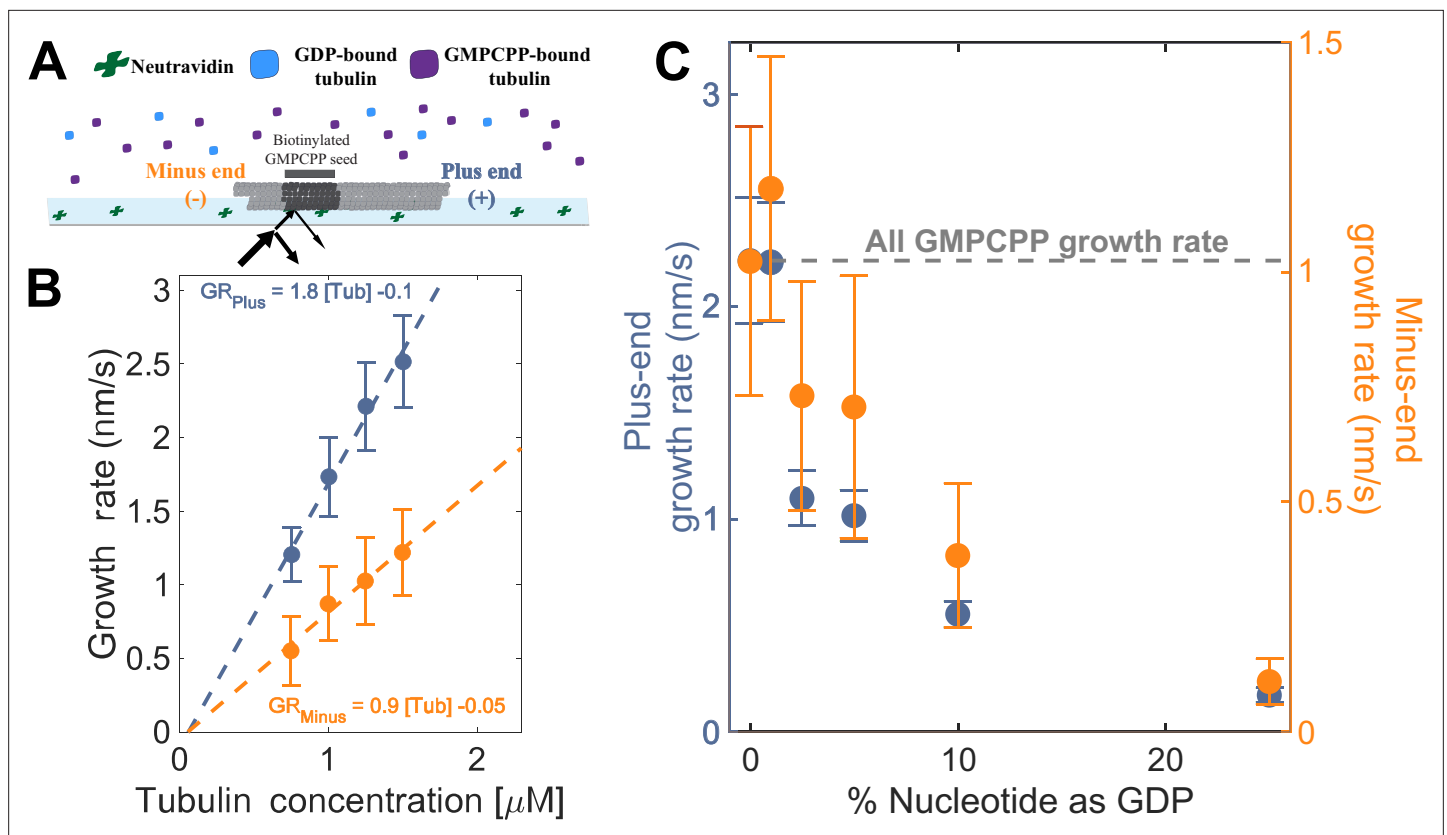 A
Neutravidin
GDP-bound
tubulin
GMPCPP-bound
tubulin
Biotinylated
GMPCPP seed
Minus end
(-)
Plus end
(+)
B
GR_Plus = 1.8 [Tub] -0.1
GR_Minus = 0.9 [Tub] -0.05
3
2.5
2
1.5
1
0.5
0
Growth rate (nm/s)
0 1 2
Tubulin concentration [μM]
C
All GMPCPP growth rate
3
2
1
0
Plus-end
growth rate (nm/s)
1.5
1
0.5
0
Minus-end
growth rate (nm/s)
0 10 20
% Nucleotide as GDP